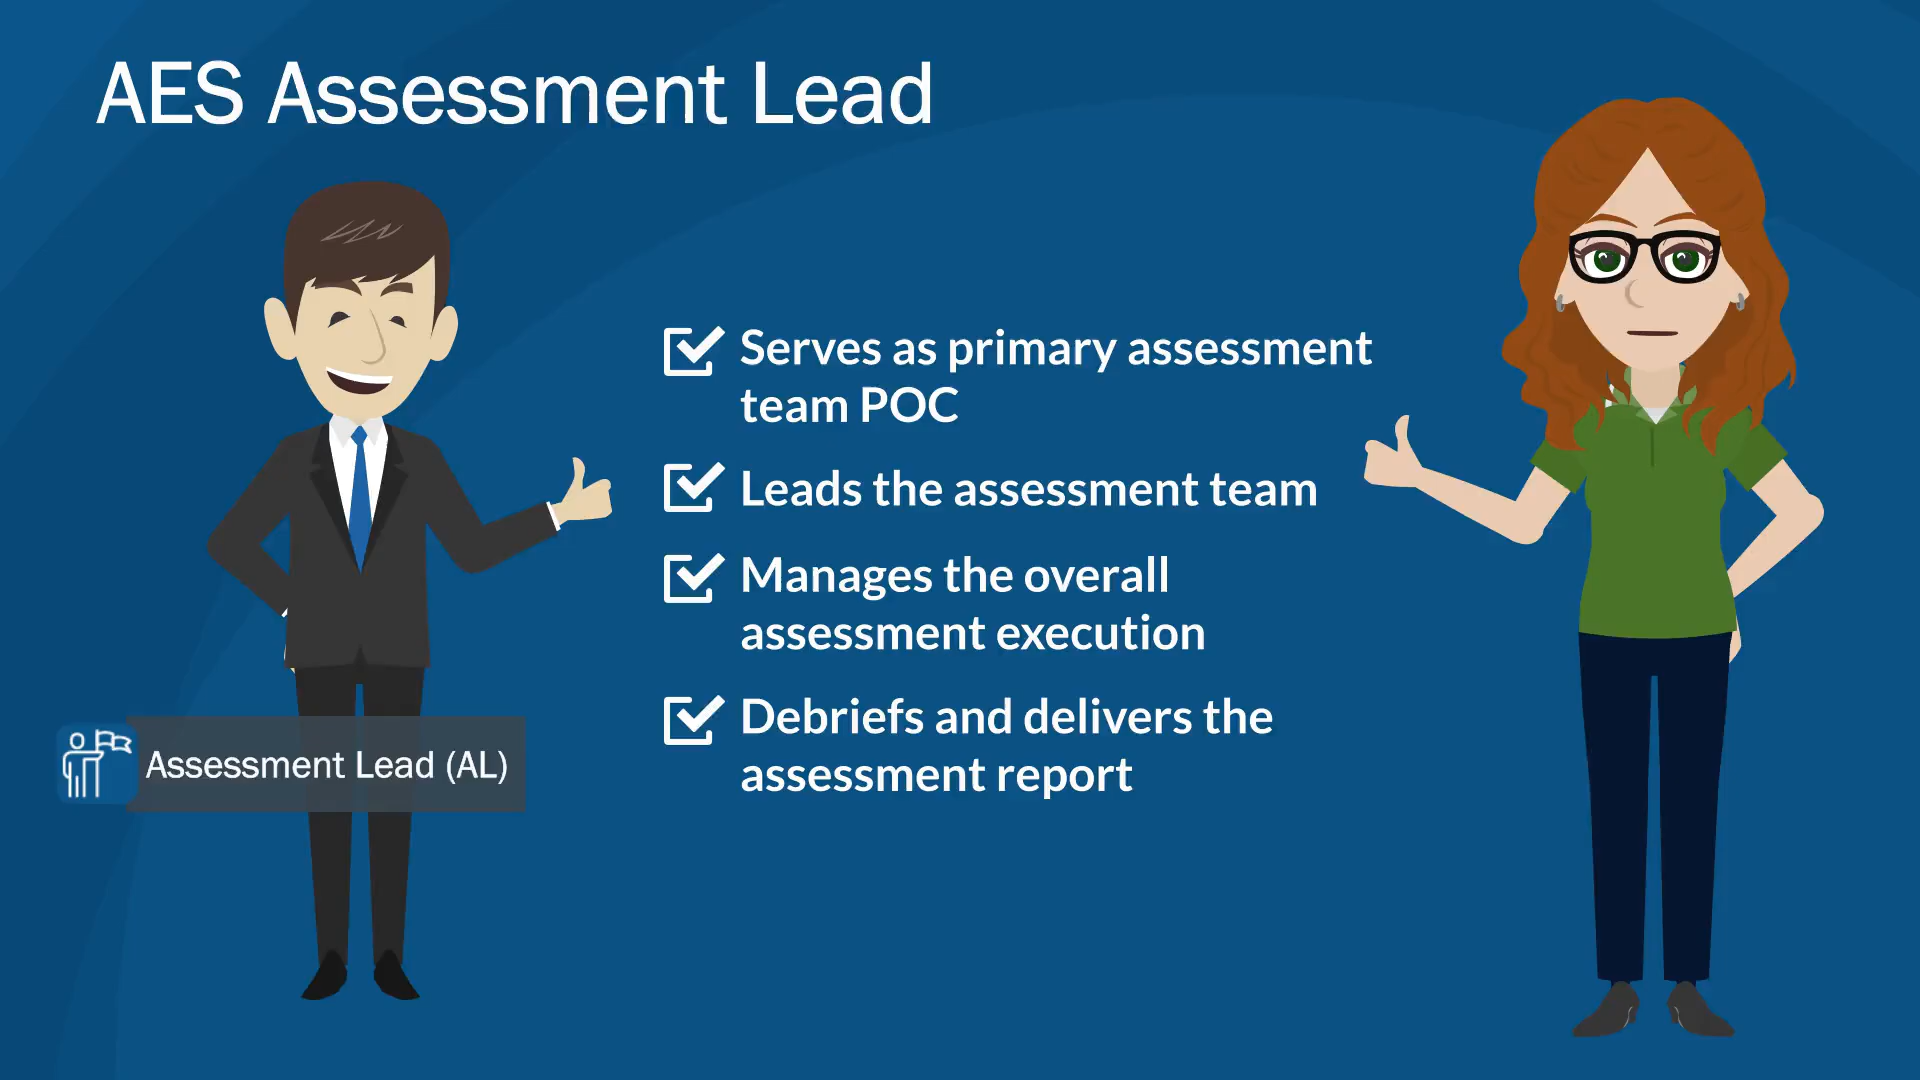 AES Assessment Lead
Serves as primary assessment
team POC
Leads the assessment team
Manages the overall
assessment execution
Debriefs and delivers the
assessment report
Assessment Lead (AL)